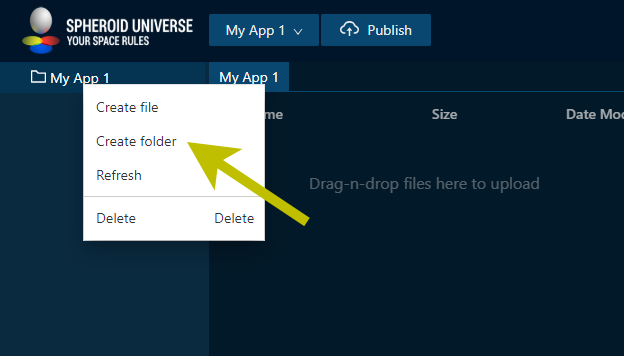 SPHEROID UNIVERSE
YOUR SPACE RULES
My App 1
Publish
My App 1
My App 1
Create file
Create folder
Refresh
Delete Delete
me Size Date Moc
Drag-n-drop files here to upload